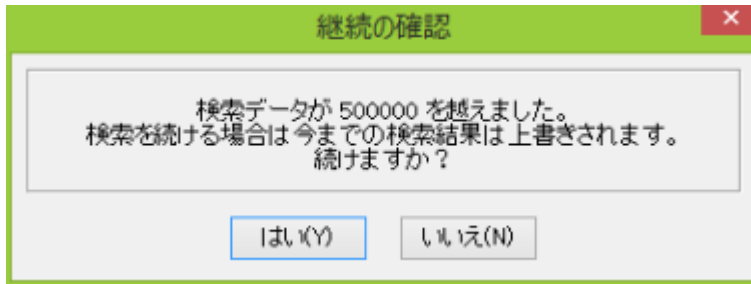 継続の確認
×
検索データが 500000 を越えました。
検索を続ける場合は今までの検索結果は上書きされます。
続けますか？
はい(Y)
いいえ(N)